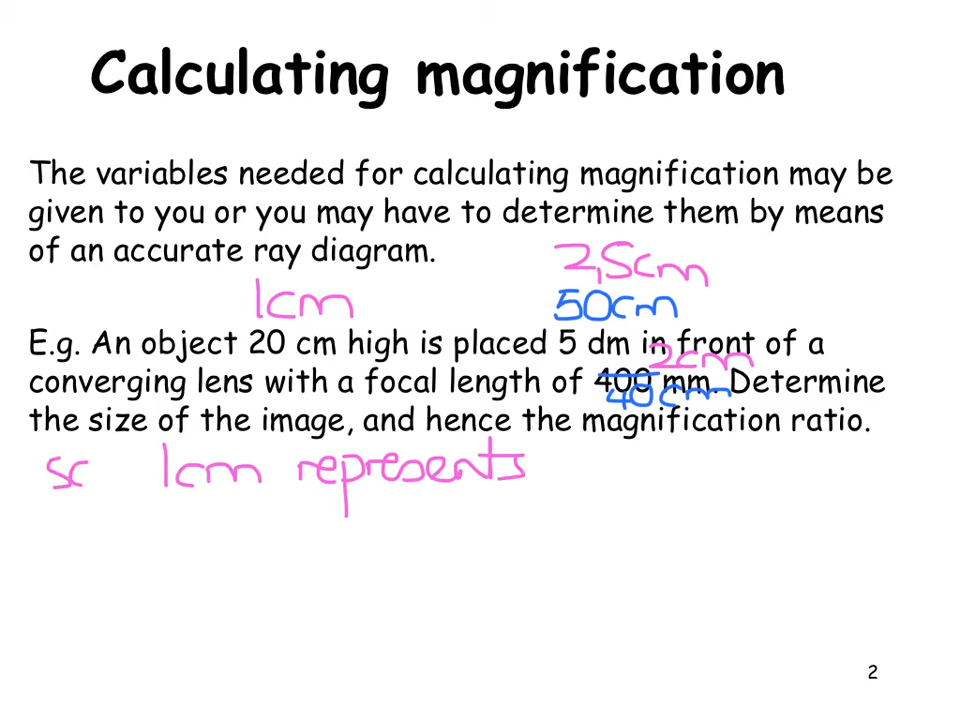 Calculating magnification
The variables needed for calculating magnification may be
given to you or you may have to determine them by means
of an accurate ray diagram.
2,5cm
1cm
50cm
E.g. An object 20 cm high is placed 5 dm in front of a
2cm
converging lens with a focal length of 400 mm. Determine
40cm
the size of the image, and hence the magnification ratio.
sc 1cm represents
2